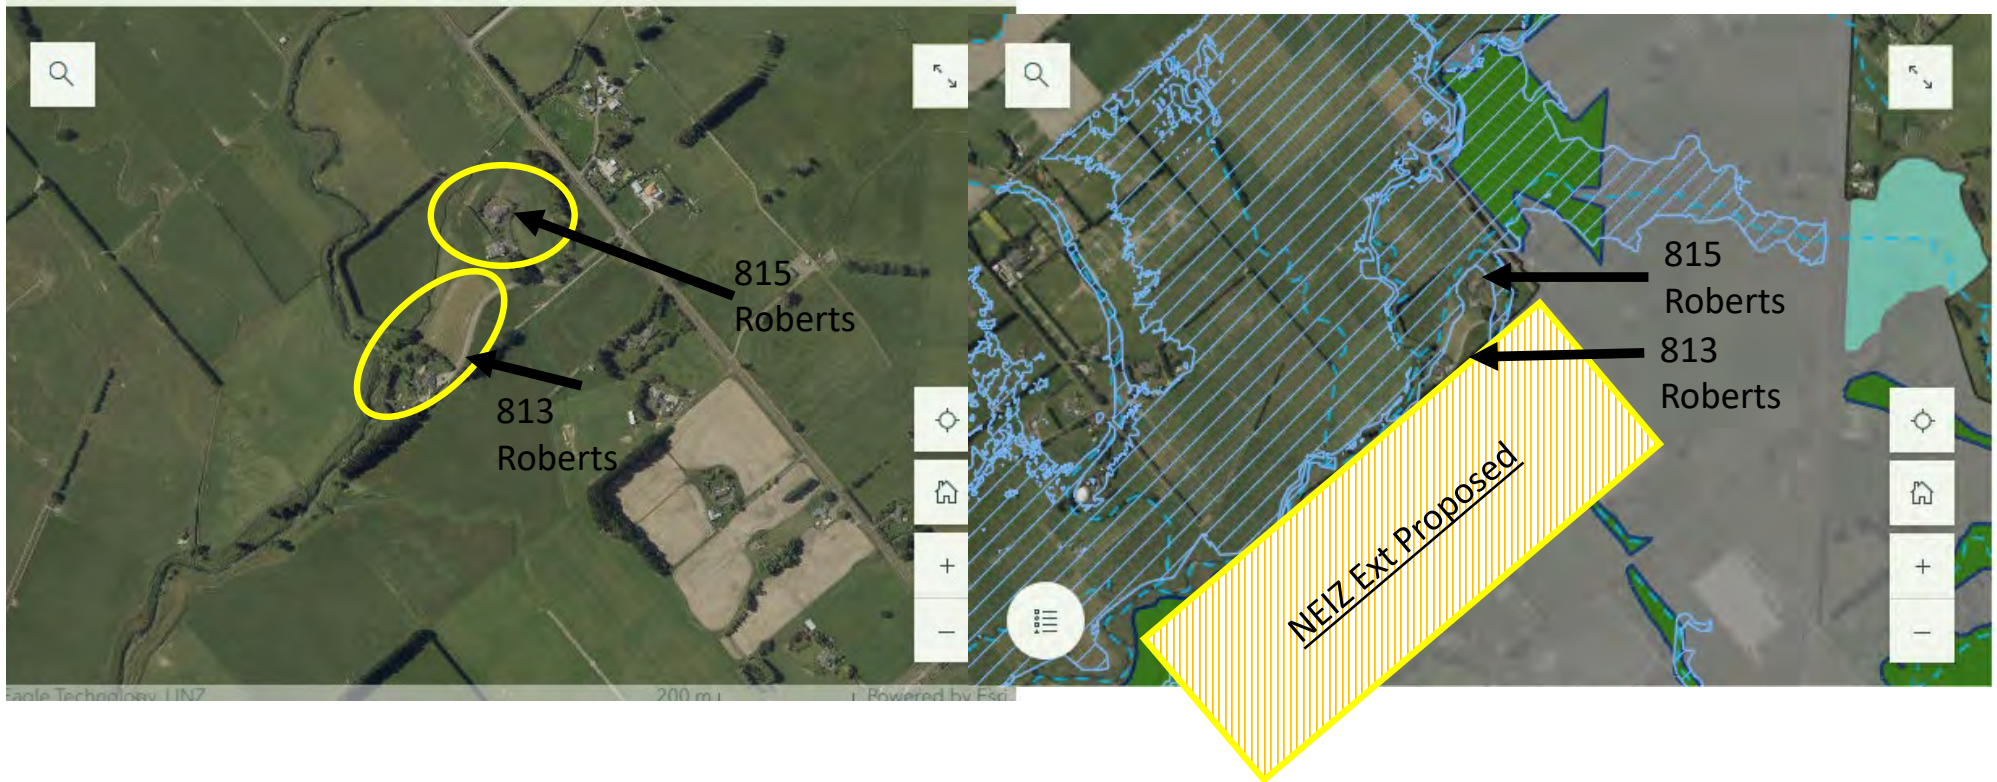 815
Roberts
813
Roberts
815
Roberts
813
Roberts
NEIZ Ext Proposed
Eagle Technology, LINZ
200 m
Powered by Esri